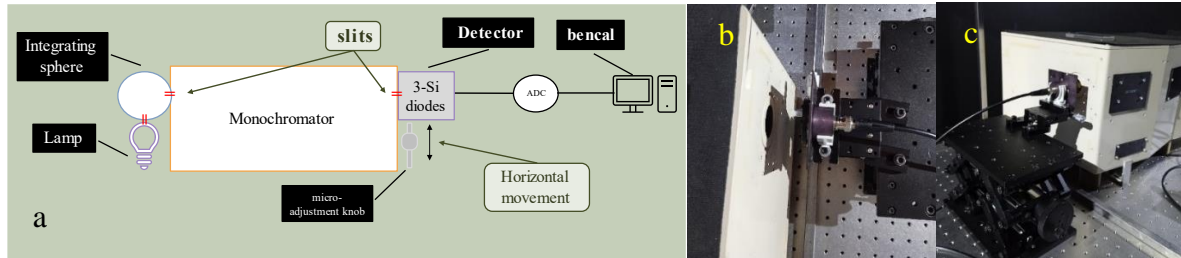 a
Integrating
sphere
Lamp
slits
Monochromator
Detector
3-Si
diodes
micro-
adjustment knob
Horizontal
movement
ADC
bencal
b
c